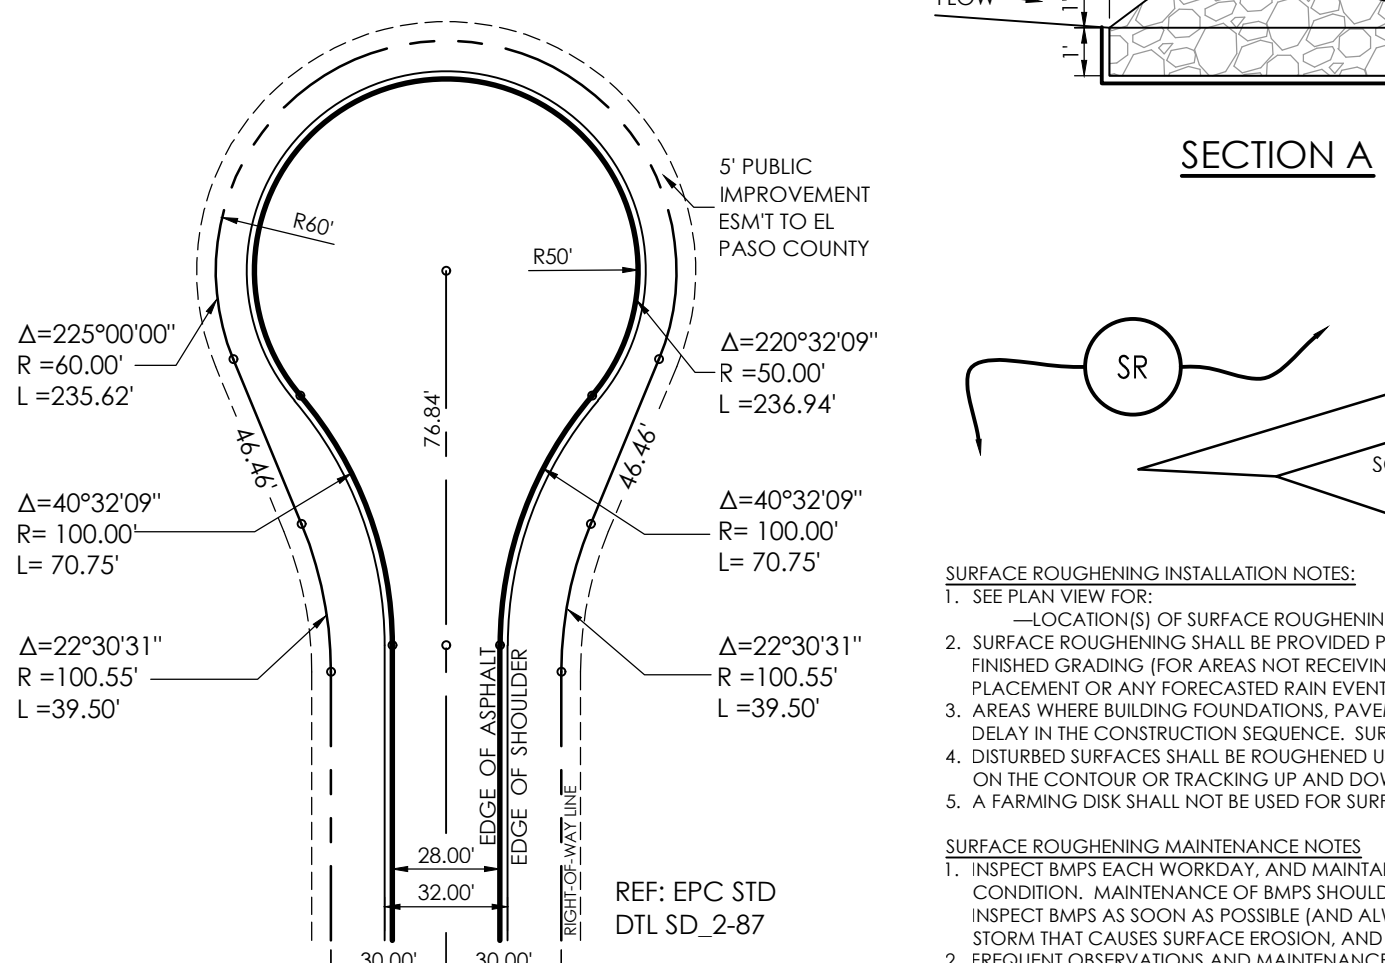 R60'
R50'
5' PUBLIC
IMPROVEMENT
ESM'T TO EL
PASO COUNTY
Δ=225°00'00"
R =60.00'
L =235.62'
Δ=220°32'09"
R =50.00'
L =236.94'
76.84'
46.46'
46.46'
Δ=40°32'09"
R= 100.00'
L= 70.75'
Δ=40°32'09"
R= 100.00'
L= 70.75'
Δ=22°30'31"
R =100.55'
L =39.50'
Δ=22°30'31"
R =100.55'
L =39.50'
EDGE OF ASPHALT
EDGE OF SHOULDER
RIGHT-OF-WAY LINE
28.00'
32.00'
30.00'
30.00'
REF: EPC STD
DTL SD_2-87
FLOW
1'
1'
SECTION A
SR
SURFACE ROUGHENING INSTALLATION NOTES:
1. SEE PLAN VIEW FOR:
—LOCATION(S) OF SURFACE ROUGHENIN
2. SURFACE ROUGHENING SHALL BE PROVIDED P
FINISHED GRADING (FOR AREAS NOT RECEIVIN
PLACEMENT OR ANY FORECASTED RAIN EVENT
3. AREAS WHERE BUILDING FOUNDATIONS, PAVEM
DELAY IN THE CONSTRUCTION SEQUENCE. SUR
4. DISTURBED SURFACES SHALL BE ROUGHENED U
ON THE CONTOUR OR TRACKING UP AND DOW
5. A FARMING DISK SHALL NOT BE USED FOR SURF
SURFACE ROUGHENING MAINTENANCE NOTES
1. INSPECT BMPS EACH WORKDAY, AND MAINTAI
CONDITION. MAINTENANCE OF BMPS SHOULD
INSPECT BMPS AS SOON AS POSSIBLE (AND ALW
STORM THAT CAUSES SURFACE EROSION, AND
2. FREQUENT OBSERVATIONS AND MAINTENANCE